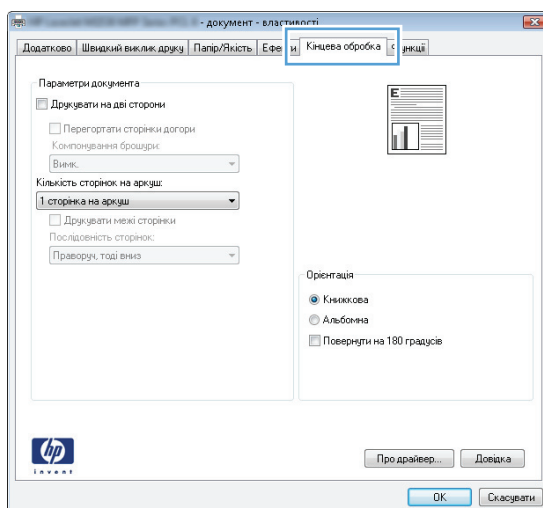 - документ - властивості
Додатково
Швидкий виклик друку
Папір/Якість
Кінцева обробка
Параметри документа
Друкувати на дві сторони
Перегортати сторінки догори
Компонування брошури:
Вимк.
Кількість сторінок на аркуш:
1 сторінка на аркуш
Друкувати межі сторінки
Послідовність сторінок:
Праворуч, тоді вниз
E
Орієнтація
Книжкова
Альбомна
Повернути на 180 градусів
hp
invent
Про драйвер...
Довідка
OK
Скасувати